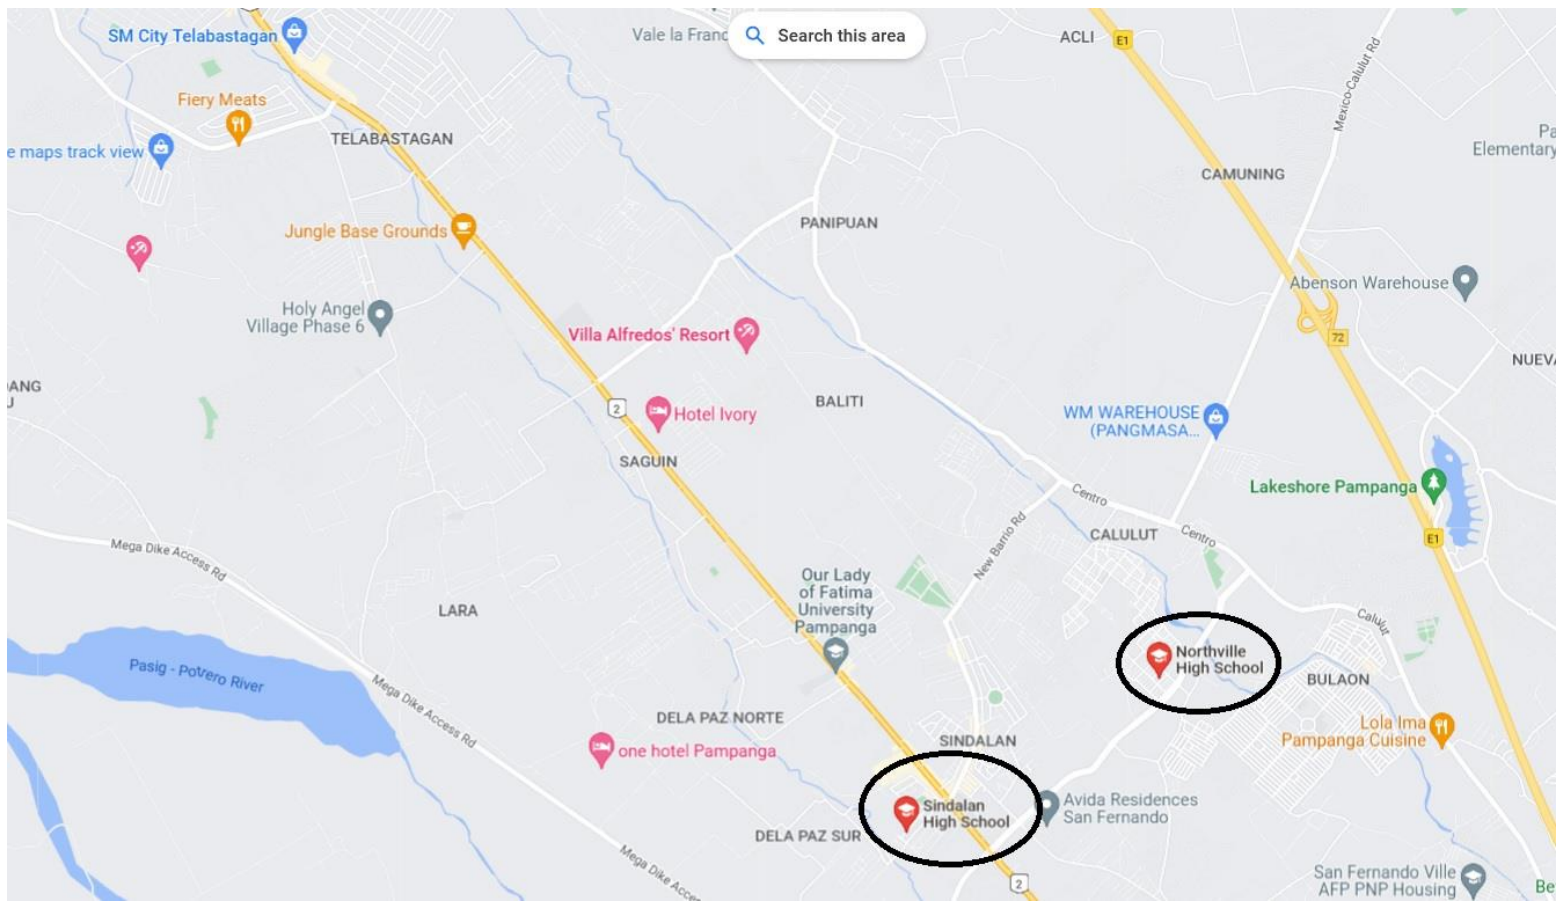 SM City Telabastagan
Vale la Franc
Search this area
ACLI
E1
Mexico-Calulut Rd
Fiery Meats
TELABASTAGAN
e maps track view
Pa
Elementary
CAMUNING
PANIPUAN
Jungle Base Grounds
Holy Angel
Village Phase 6
Villa Alfredos' Resort
Abenson Warehouse
72
NUEV
ANG
U
2
Hotel Ivory
BALITI
WM WAREHOUSE
(PANGMASA...
SAGUIN
Lakeshore Pampanga
Centro
CALULUT
Centro
E1
New Barrio Rd
Mega Dike Access Rd
Our Lady
of Fatima
University
Pampanga
LARA
Calulut
Northville
High School
Pasig - Potrero River
Mega Dike Access Rd
BULAON
DELA PAZ NORTE
SINDALAN
Lola Ima
Pampanga Cuisine
one hotel Pampanga
Sindalan
High School
Avida Residences
San Fernando
DELA PAZ SUR
Mega Dike Acces
2
San Fernando Ville
AFP PNP Housing
Be